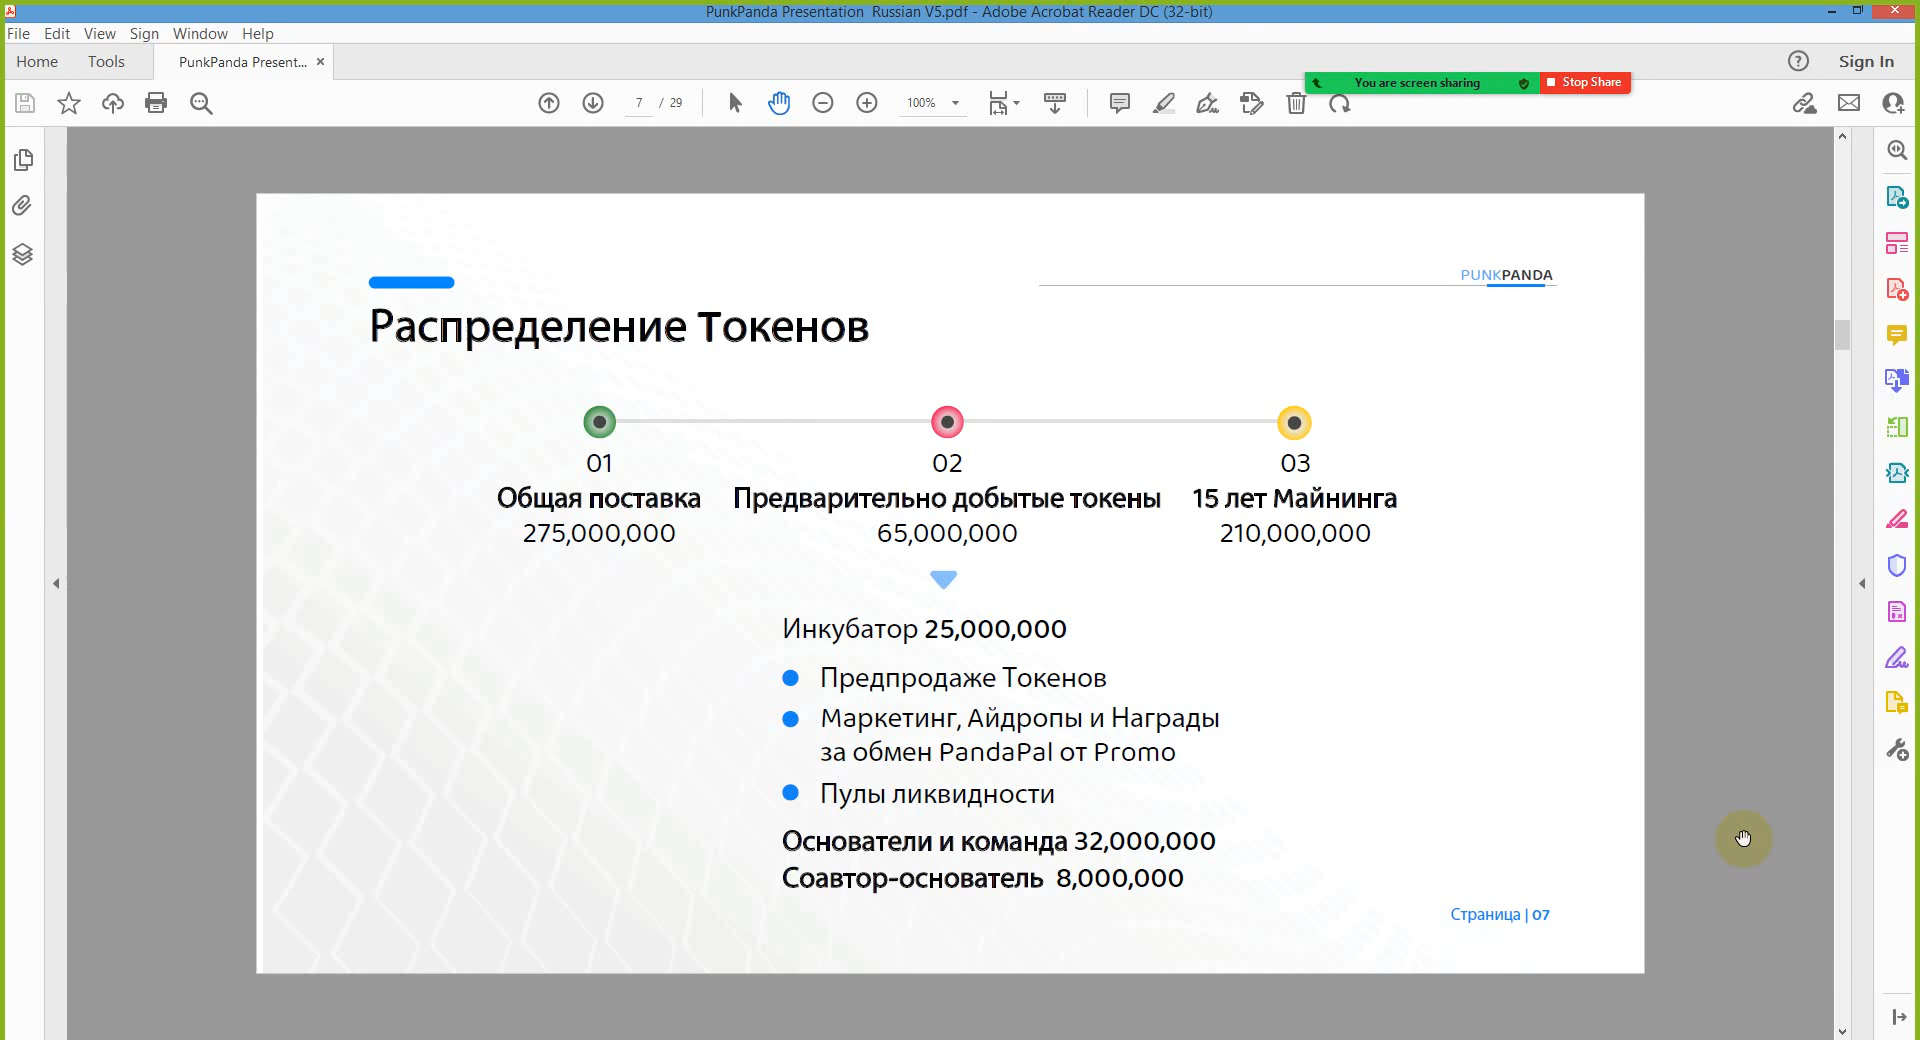 PunkPanda Presentation Russian V5.pdf - Adobe Acrobat Reader DC (32-bit)
File Edit View Sign Window Help
Home Tools PunkPanda Present... Sign In
You are screen sharing Stop Share
7 / 29 100%
PUNKPANDA
Распределение Токенов
01 02 03
Общая поставка Предварительно добытые токены 15 лет Майнинга
275,000,000 65,000,000 210,000,000
Инкубатор 25,000,000
Предпродаже Токенов
Маркетинг, Айдропы и Награды
за обмен PandaPal от Promo
Пулы ликвидности
Основатели и команда 32,000,000
Соавтор-основатель 8,000,000
Страница | 07